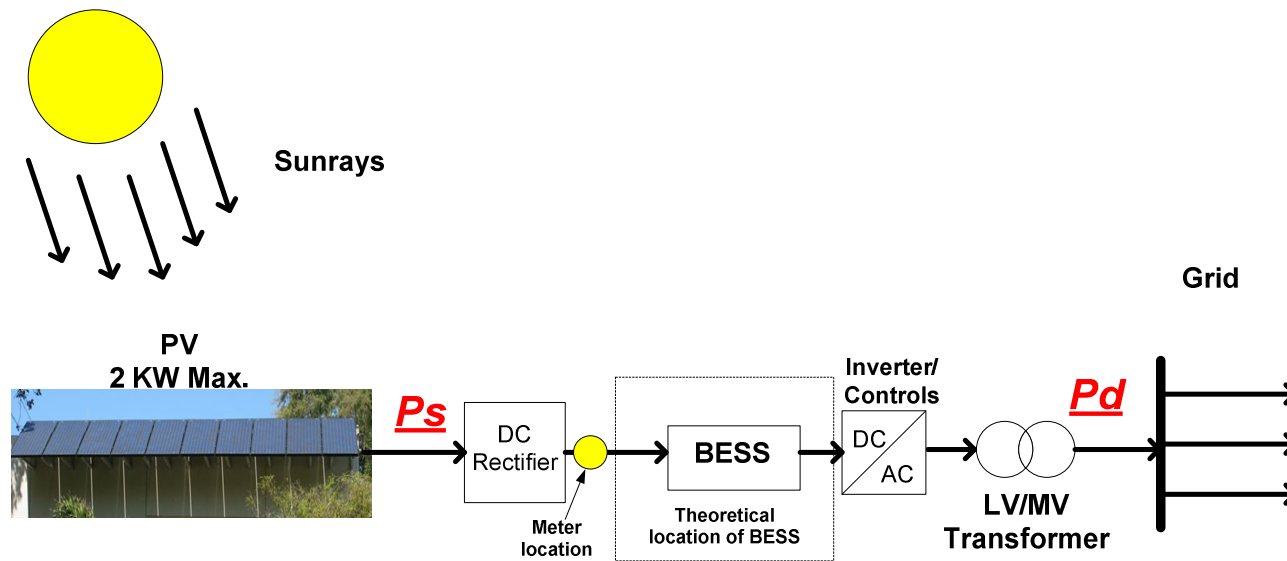 Sunrays
Grid
PV
2 KW Max.
Ps
DC
Rectifier
Meter
location
BESS
Theoretical
location of BESS
Inverter/
Controls
DC
AC
LV/MV
Transformer
Pd